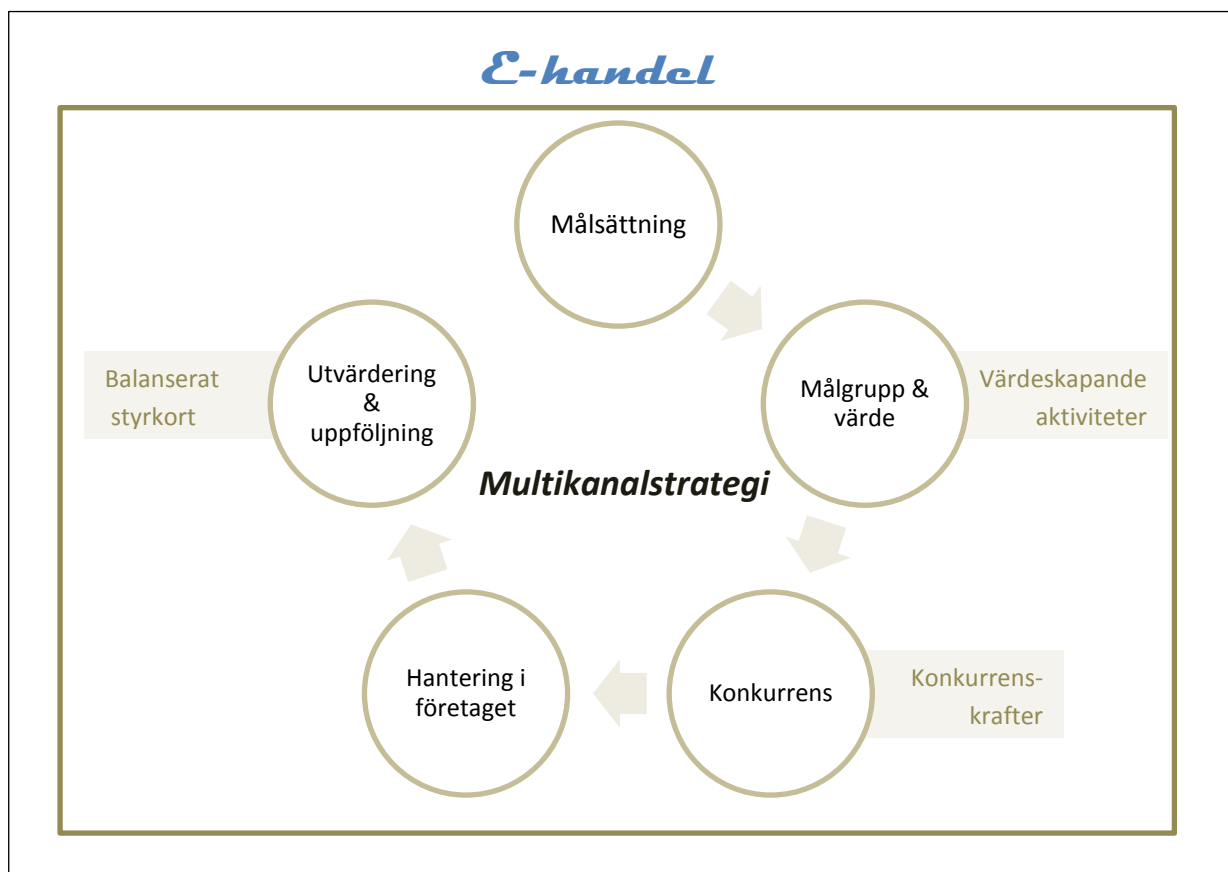 E-handel
Målsättning
Målgrupp &
värde
Värdeskapande
aktiviteter
Konkurrens
Konkurrens-
krafter
Hantering i
företaget
Utvärdering
&
uppföljning
Balanserat
styrkort
Multikanalstrategi